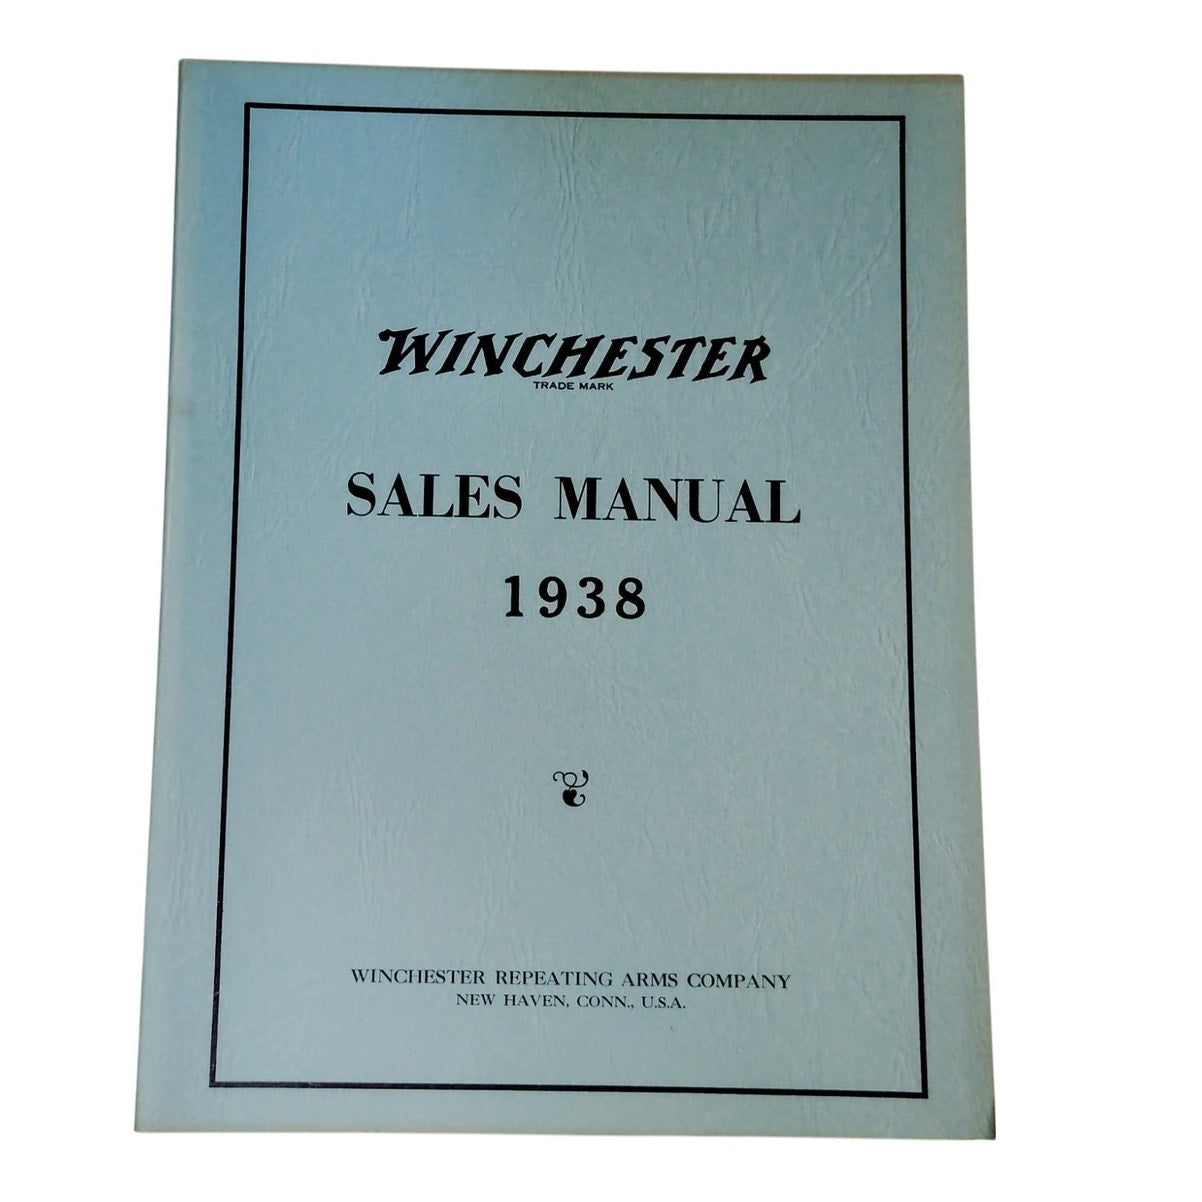 WINCHESTER
TRADE MARK
SALES MANUAL
1938
WINCHESTER REPEATING ARMS COMPANY
NEW HAVEN, CONN., U.S.A.